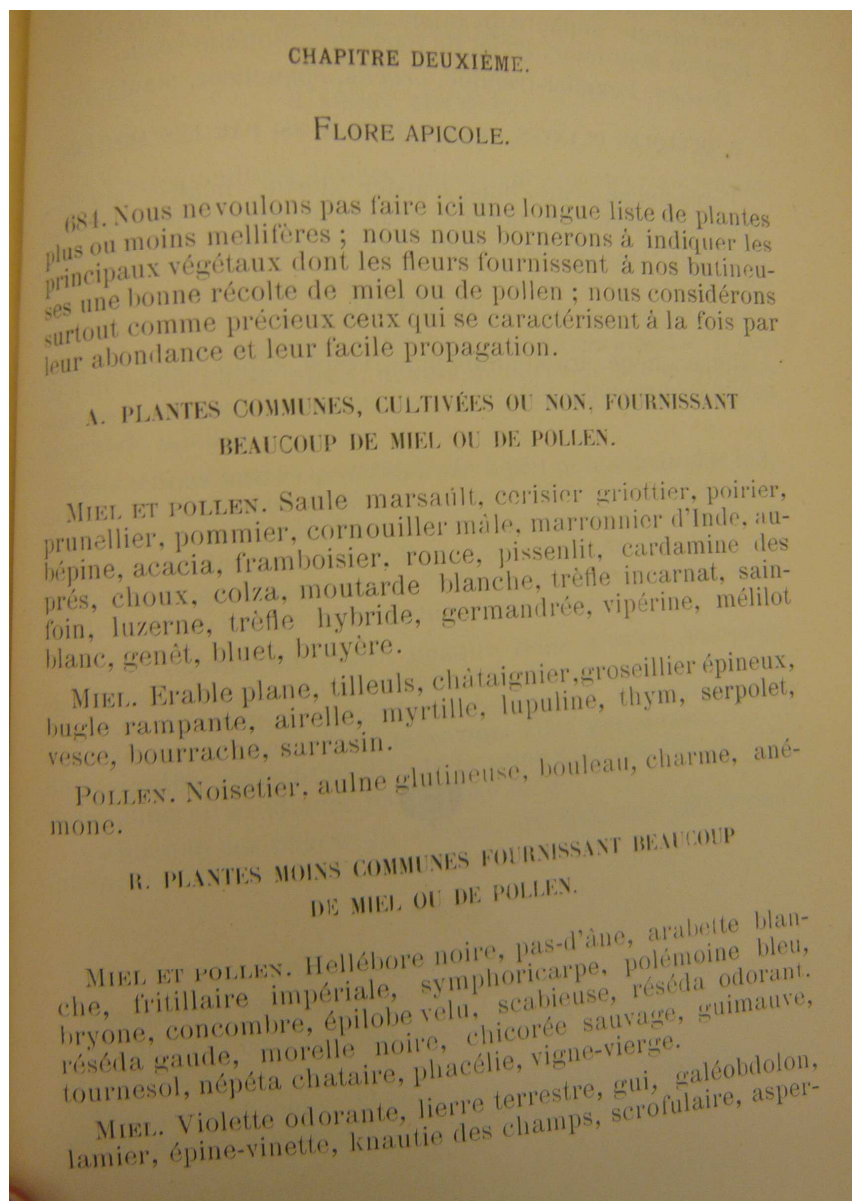 CHAPITRE DEUXIÈME.
FLORE APICOLE.
684. Nous ne voulons pas faire ici une longue liste de plantes
plus ou moins mellifères ; nous nous bornerons à indiquer les
principaux végétaux dont les fleurs fournissent à nos butineu-
ses une bonne récolte de miel ou de pollen ; nous considérons
surtout comme précieux ceux qui se caractérisent à la fois par
leur abondance et leur facile propagation.
A. PLANTES COMMUNES, CULTIVÉES OU NON, FOURNISSANT
BEAUCOUP DE MIEL OU DE POLLEN.
MIEL ET POLLEN. Saule marsault, cerisier griottier, poirier,
prunellier, pommier, cornouiller mâle, marronnier d'Inde, au-
bépine, acacia, framboisier, ronce, pissenlit, cardamine des
prés, choux, colza, moutarde blanche, trèfle incarnat, sain-
foin, luzerne, trèfle hybride, germandrée, vipérine, mélilot
blanc, genêt, bluet, bruyère.
MIEL. Erable plane, tilleuls, châtaignier, groseillier épineux,
bugle rampante, airelle, myrtille, lupuline, thym, serpolet,
vesce, bourrache, sarrasin.
POLLEN. Noisetier, aulne glutineuse, bouleau, charme, ané-
mone.
B. PLANTES MOINS COMMUNES FOURNISSANT BEAUCOUP
DE MIEL OU DE POLLEN.
MIEL ET POLLEN. Hellébore noire, pas-d'âne, arabette blan-
che, fritillaire impériale, symphoricarpe, polémoine bleu,
bryone, concombre, épilobe velu, scabieuse, réséda odorant.
réséda gaude, morelle noire, chicorée sauvage, guimauve,
tournesol, népéta chataire, phacélie, vigne-vierge.
MIEL. Violette odorante, lierre terrestre, gui, galéobdolon,
lamier, épine-vinette, knautie des champs, scrofulaire, asper-